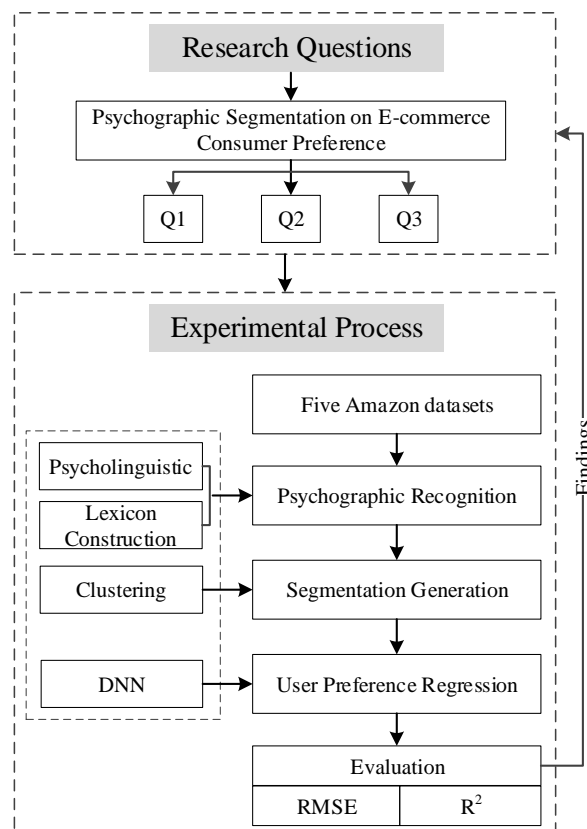 Research Questions
Psychographic Segmentation on E-commerce
Consumer Preference
Q1
Q2
Q3
Experimental Process
Five Amazon datasets
Psycholinguistic
Lexicon
Construction
Psychographic Recognition
Clustering
Segmentation Generation
DNN
User Preference Regression
Evaluation
RMSE
R²
Findings